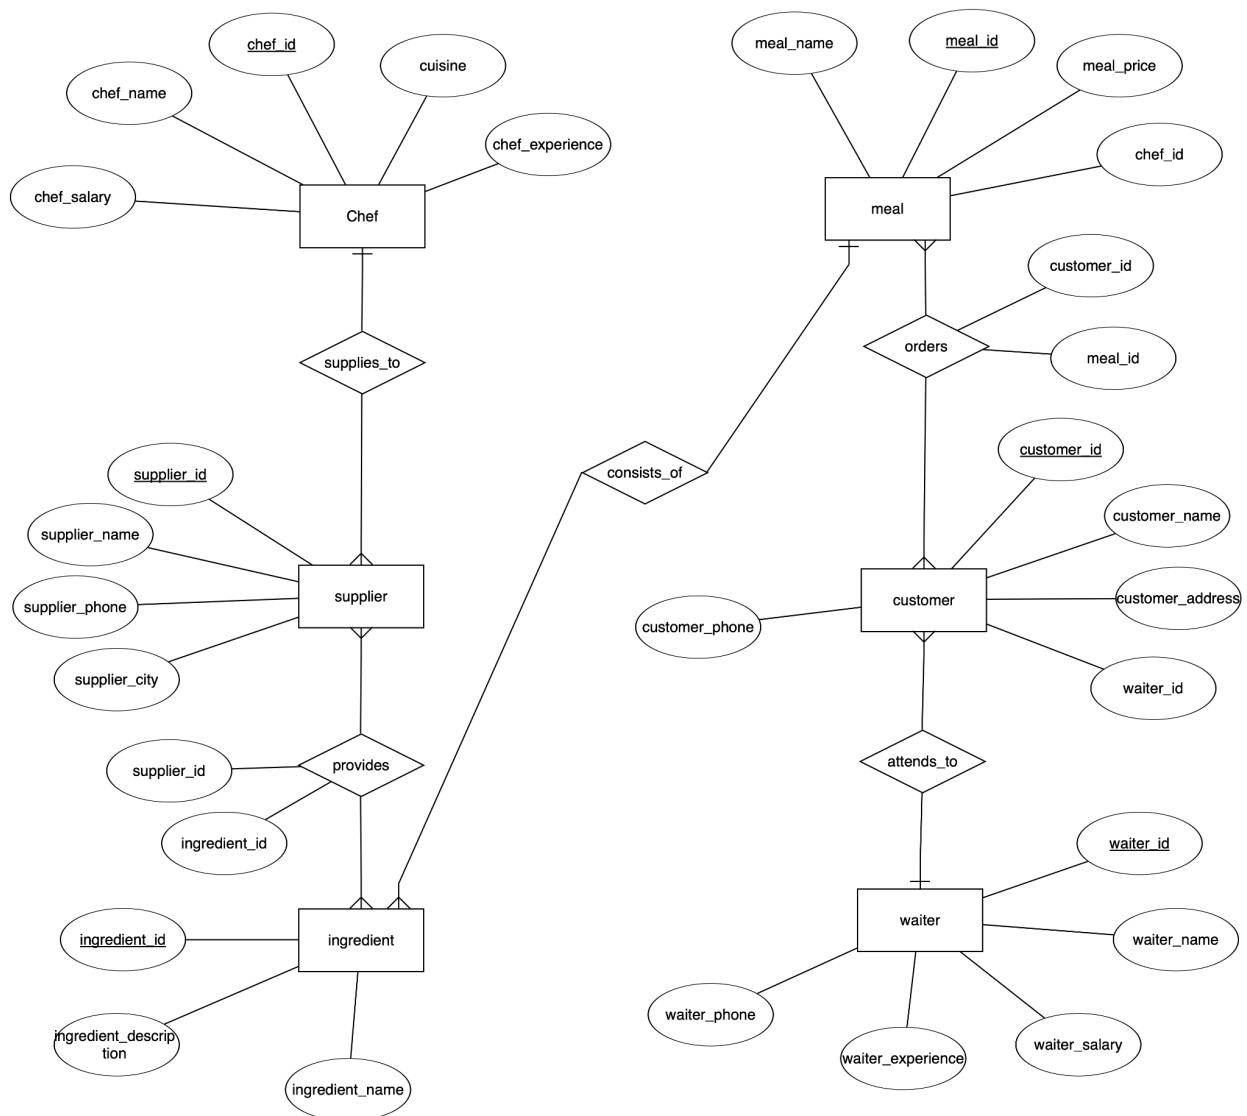 chef_id
cuisine
chef_name
chef_experience
chef_salary
Chef
meal_name
meal_id
meal_price
chef_id
meal
customer_id
orders
meal_id
supplies_to
consists_of
supplier_id
supplier_name
supplier_phone
supplier
supplier_city
customer_id
customer_name
customer_address
customer
customer_phone
waiter_id
supplier_id
provides
ingredient_id
attends_to
ingredient_id
ingredient
ingredient_descrip
tion
ingredient_name
waiter_id
waiter
waiter_name
waiter_phone
waiter_experience
waiter_salary